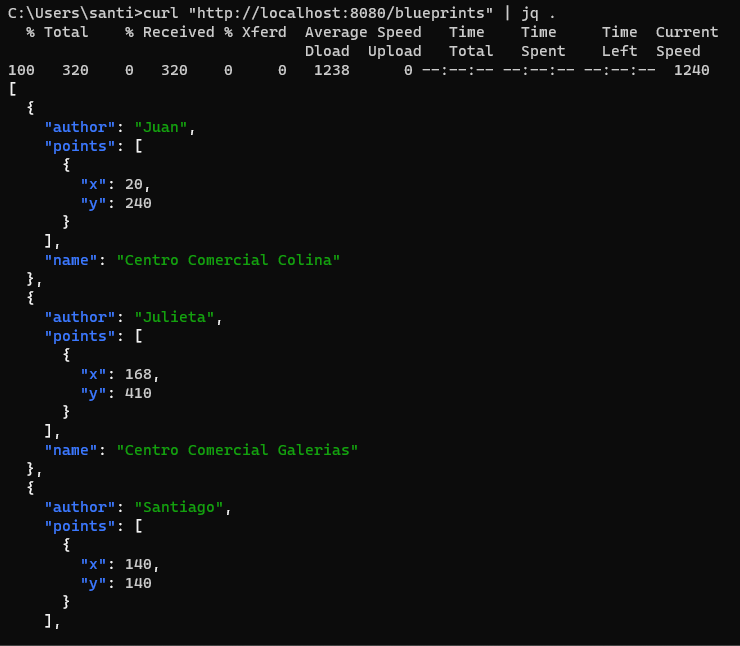 C:\Users\santi>curl "http://localhost:8080/blueprints" | jq .
  % Total    % Received % Xferd  Average Speed   Time    Time     Time  Current
                                 Dload  Upload   Total   Spent    Left  Speed
100   320    0   320    0     0   1238      0 --:--:-- --:--:-- --:--:--  1240
[
  {
    "author": "Juan",
    "points": [
      {
        "x": 20,
        "y": 240
      }
    ],
    "name": "Centro Comercial Colina"
  },
  {
    "author": "Julieta",
    "points": [
      {
        "x": 168,
        "y": 410
      }
    ],
    "name": "Centro Comercial Galerias"
  },
  {
    "author": "Santiago",
    "points": [
      {
        "x": 140,
        "y": 140
      }
    ],